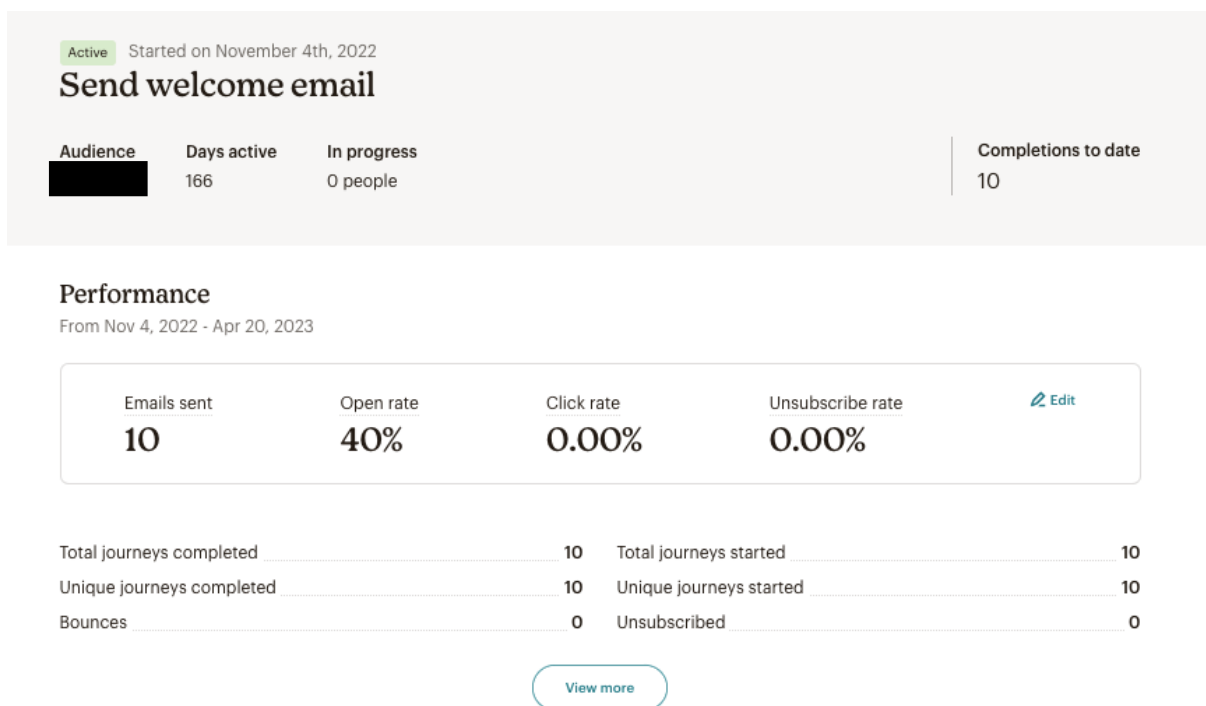 Active Started on November 4th, 2022
Send welcome email
Audience Days active In progress Completions to date
166 0 people 10
Performance
From Nov 4, 2022 - Apr 20, 2023
Emails sent Open rate Click rate Unsubscribe rate Edit
10 40% 0.00% 0.00%
Total journeys completed 10 Total journeys started 10
Unique journeys completed 10 Unique journeys started 10
Bounces 0 Unsubscribed 0
View more